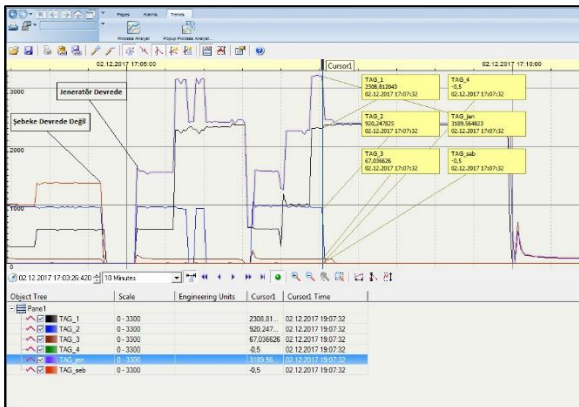 Pages
Alarms
Trends
Process Analyst
Popup Process Analyst...
02.12.2017 17:05:00
Cursor1
02.12.2017 17:10:00
3000
2000
1000
0
Jeneratör Devrede
Şebeke Devrede Değil
TAG_1
2308,812043
02.12.2017 17:07:32
TAG_4
-0,5
02.12.2017 17:07:32
TAG_2
920,247825
02.12.2017 17:07:32
TAG_jen
3189,564823
02.12.2017 17:07:32
TAG_3
67,036626
02.12.2017 17:07:32
TAG_seb
-0,5
02.12.2017 17:07:32
02.12.2017 17:03:26:420
10 Minutes
Object Tree Scale Engineering Units Cursor1 Cursor1 Time
Pane1
TAG_1 0 - 3300 2308,81... 02.12.2017 19:07:32
TAG_2 0 - 3300 920,247... 02.12.2017 19:07:32
TAG_3 0 - 3300 67,036626 02.12.2017 19:07:32
TAG_4 0 - 3300 -0,5 02.12.2017 19:07:32
TAG_jen 0 - 3300 3189,56... 02.12.2017 19:07:32
TAG_seb 0 - 3300 -0,5 02.12.2017 19:07:32